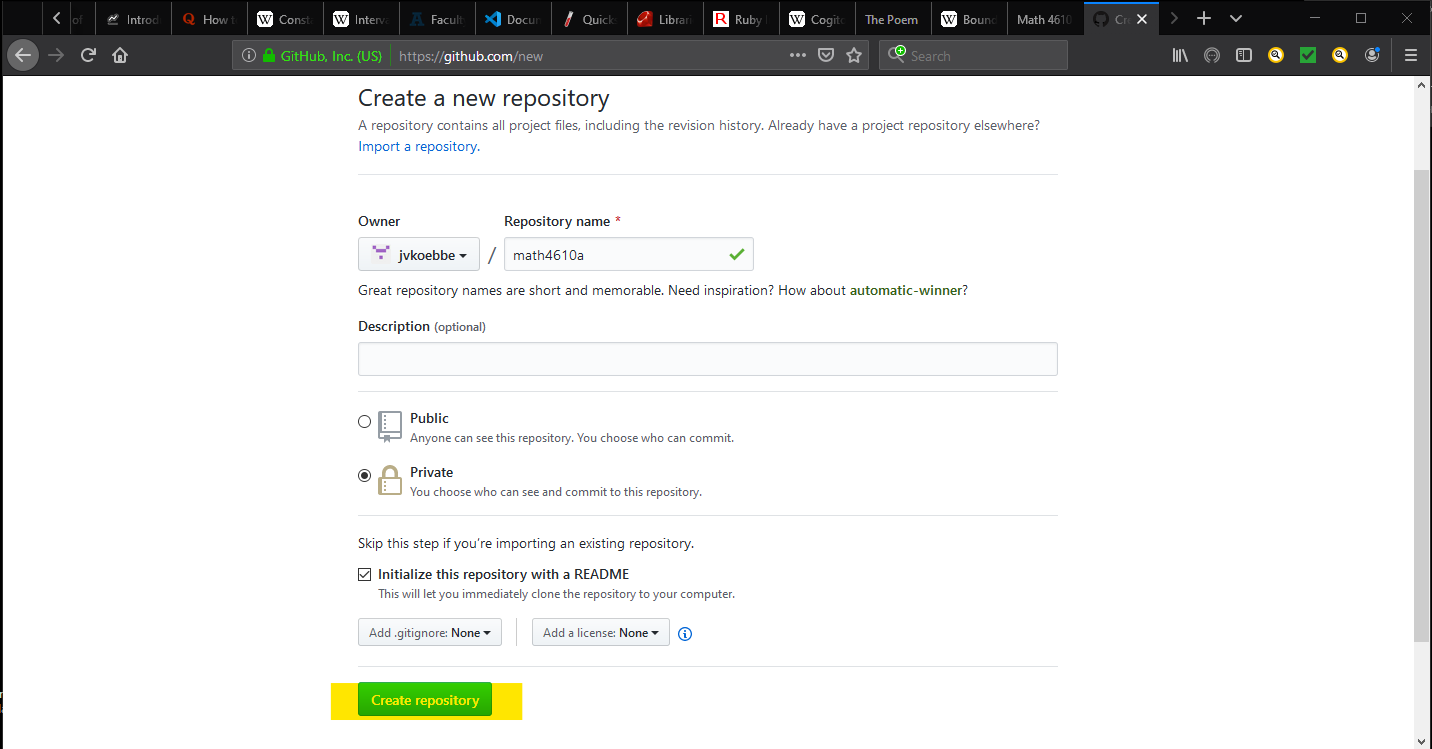 of
Introd
How t
Consta
Interva
Facult
Docun
Quicks
Librari
Ruby
Cogito
The Poem
Bound
Math 4610
Cre
GitHub, Inc. (US)
https://github.com/new
Search
Create a new repository
A repository contains all project files, including the revision history. Already have a project repository elsewhere?
Import a repository.
Owner
Repository name *
jvkoebbe
/
math4610a
Great repository names are short and memorable. Need inspiration? How about automatic-winner?
Description (optional)
Public
Anyone can see this repository. You choose who can commit.
Private
You choose who can see and commit to this repository.
Skip this step if you're importing an existing repository.
Initialize this repository with a README
This will let you immediately clone the repository to your computer.
Add .gitignore: None
Add a license: None
Create repository